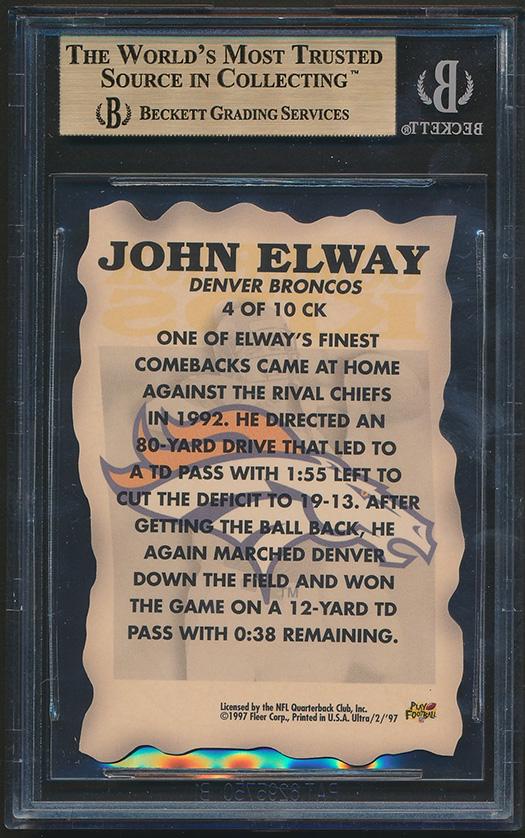 THE WORLD'S MOST TRUSTED
SOURCE IN COLLECTING™
B BECKETT GRADING SERVICES
B
BECKETT®
JOHN ELWAY
DENVER BRONCOS
4 OF 10 CK
ONE OF ELWAY'S FINEST
COMEBACKS CAME AT HOME
AGAINST THE RIVAL CHIEFS
IN 1992. HE DIRECTED AN
80-YARD DRIVE THAT LED TO
A TD PASS WITH 1:55 LEFT TO
CUT THE DEFICIT TO 19-13. AFTER
GETTING THE BALL BACK, HE
AGAIN MARCHED DENVER
DOWN THE FIELD AND WON
THE GAME ON A 12-YARD TD
PASS WITH 0:38 REMAINING.
TM
Licensed by the NFL Quarterback Club, Inc.
©1997 Fleer Corp., Printed in U.S.A. Ultra/2/'97
PLAY
FOOTBALL